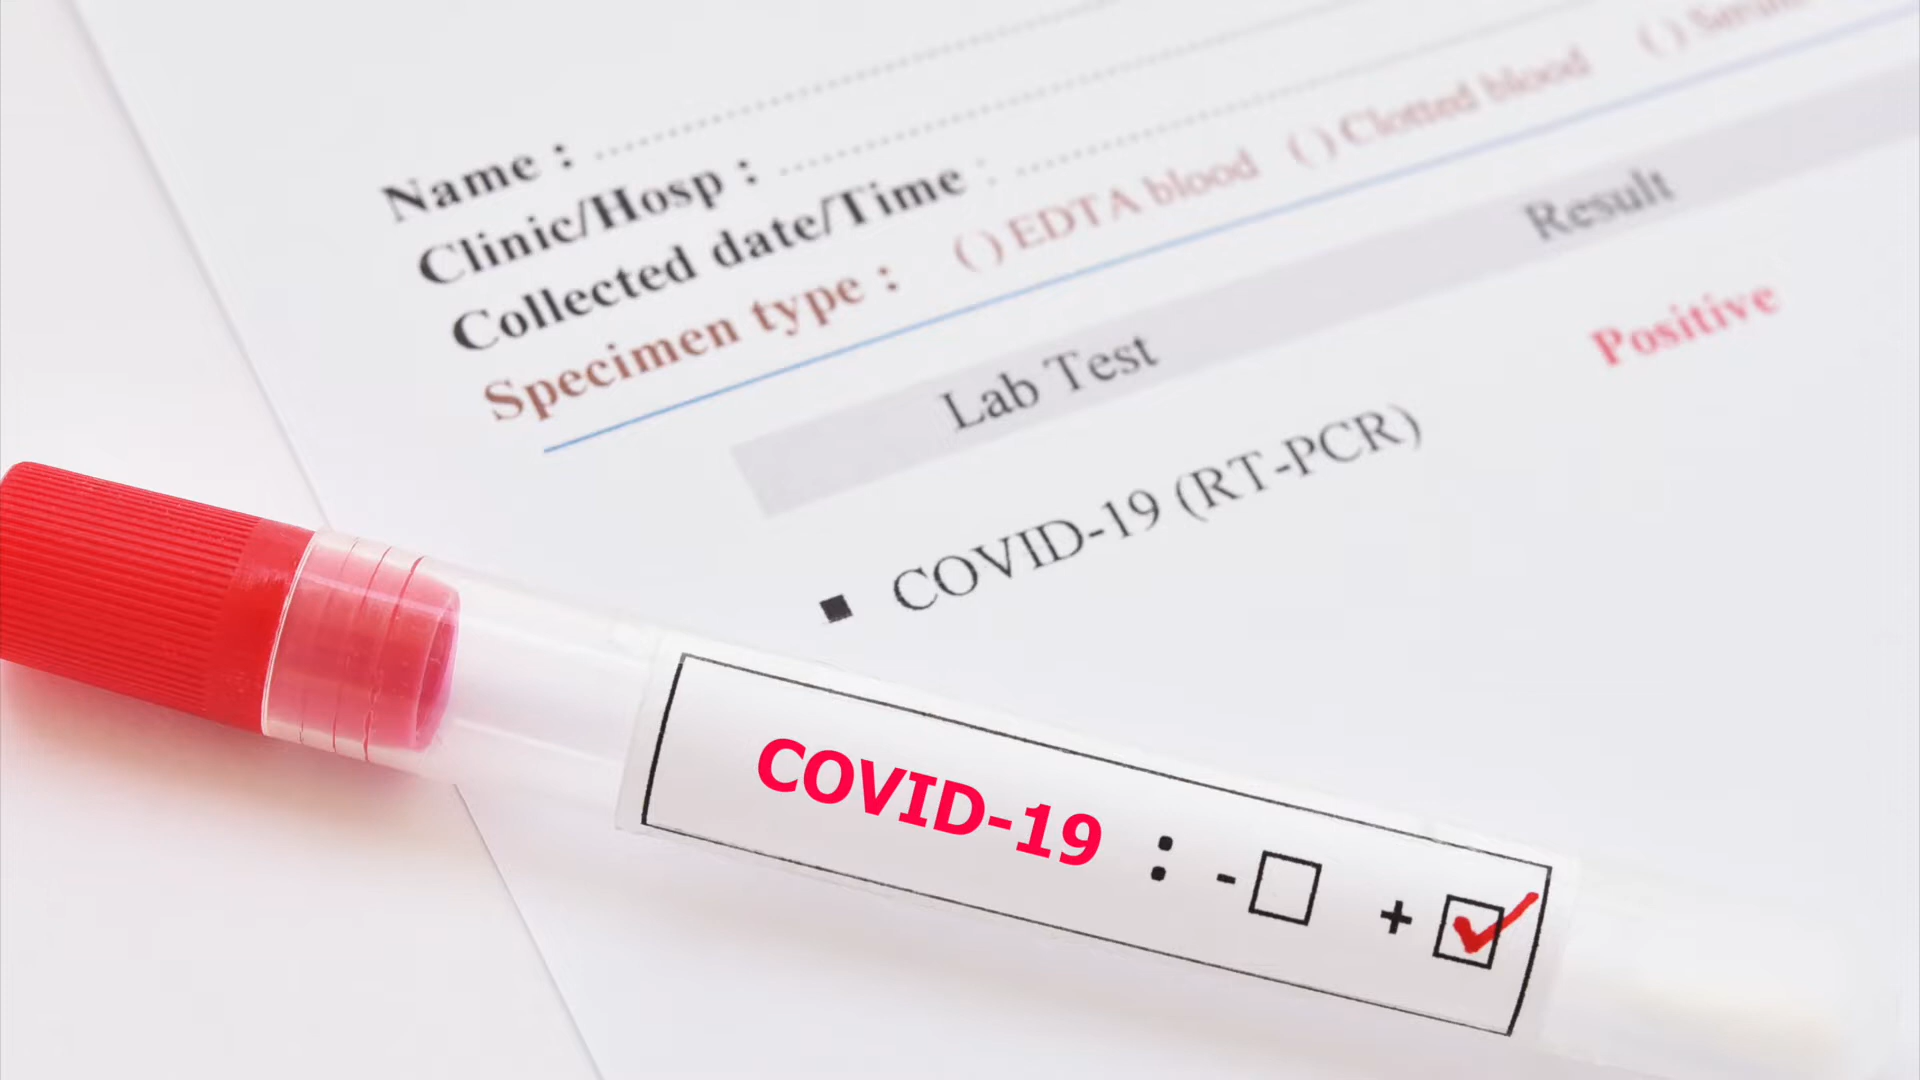 Name : ........................
Clinic/Hosp : ........................
Collected date/Time : ........................
Specimen type : ( ) EDTA blood ( ) Clotted blood ( ) Serum
Lab Test Result
▪ COVID-19 (RT-PCR) Positive
COVID-19 : - □ + ☑